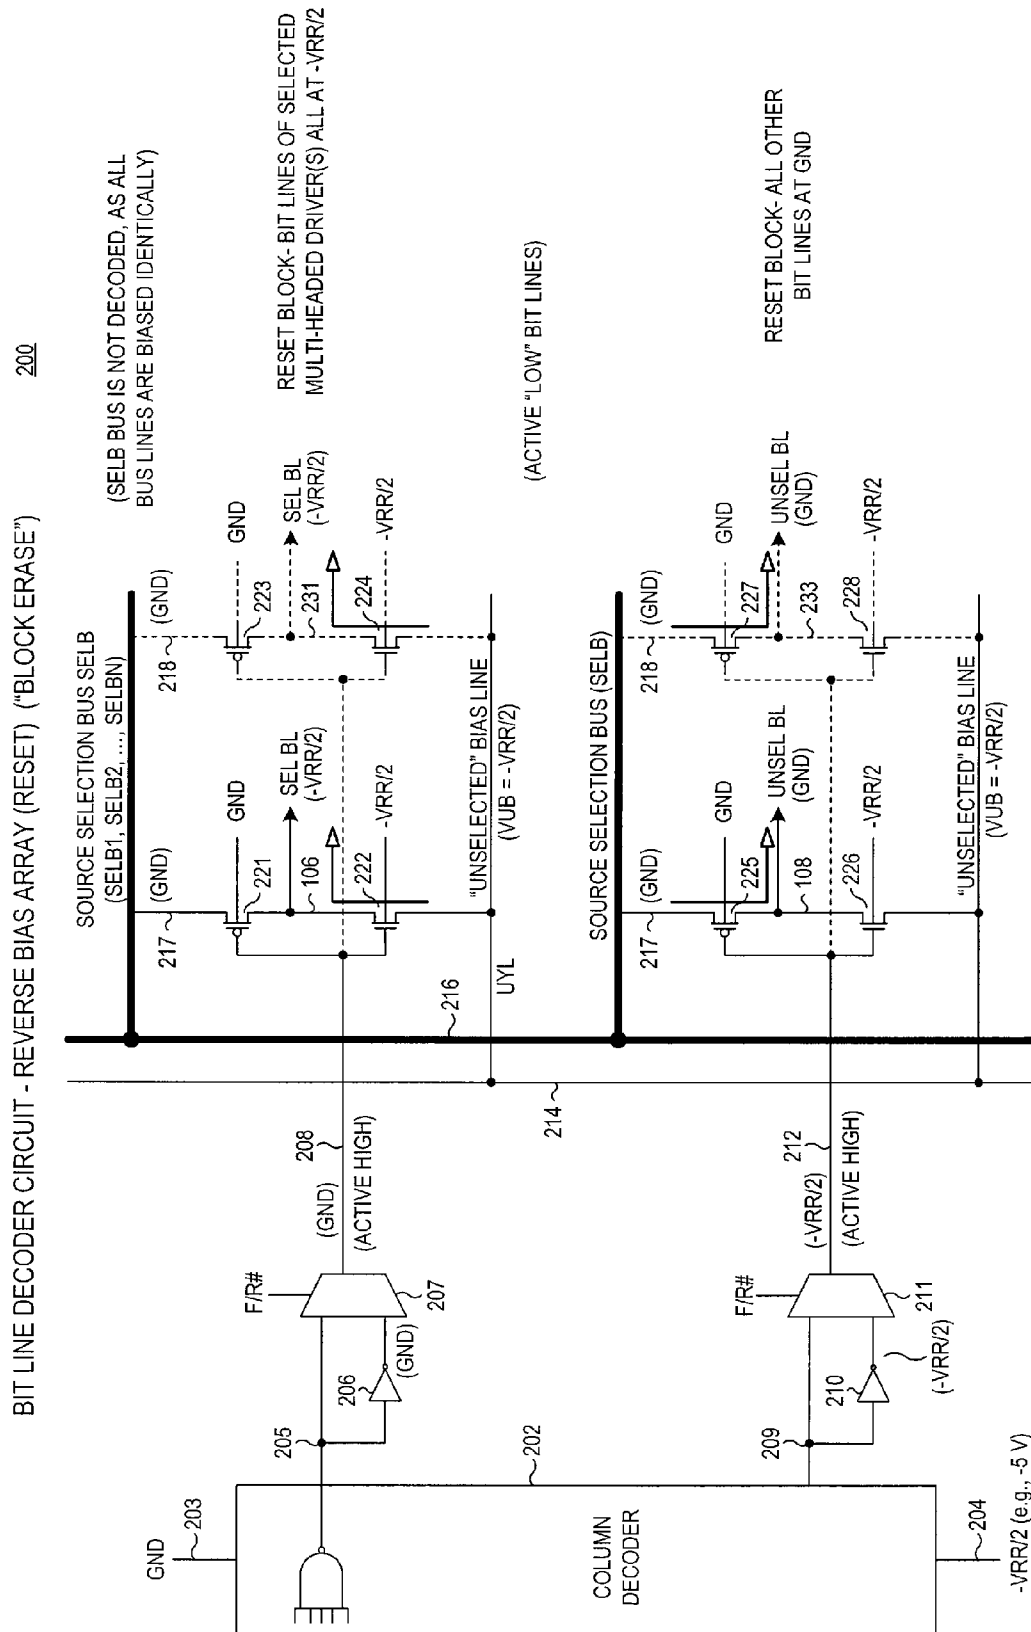 BIT LINE DECODER CIRCUIT - REVERSE BIAS ARRAY (RESET) ("BLOCK ERASE")
200
SOURCE SELECTION BUS SELB
(SELB1, SELB2, ..., SELBN)
(SELB BUS IS NOT DECODED, AS ALL
BUS LINES ARE BIASED IDENTICALLY)
217
(GND)
218
(GND)
GND
221
GND
223
SEL BL
(-VRR/2)
106
SEL BL
(-VRR/2)
231
RESET BLOCK- BIT LINES OF SELECTED
MULTI-HEADED DRIVER(S) ALL AT -VRR/2
222
-VRR/2
224
-VRR/2
UYL
"UNSELECTED" BIAS LINE
(VUB = -VRR/2)
(ACTIVE "LOW" BIT LINES)
GND
203
205
206
(GND)
F/R#
207
(GND)
208
(ACTIVE HIGH)
214
216
202
COLUMN
DECODER
SOURCE SELECTION BUS (SELB)
217
(GND)
218
(GND)
GND
225
GND
227
UNSEL BL
(GND)
108
UNSEL BL
(GND)
233
RESET BLOCK- ALL OTHER
BIT LINES AT GND
226
-VRR/2
228
-VRR/2
"UNSELECTED" BIAS LINE
(VUB = -VRR/2)
209
210
(-VRR/2)
F/R#
211
(-VRR/2)
212
(ACTIVE HIGH)
204
-VRR/2 (e.g., -5 V)